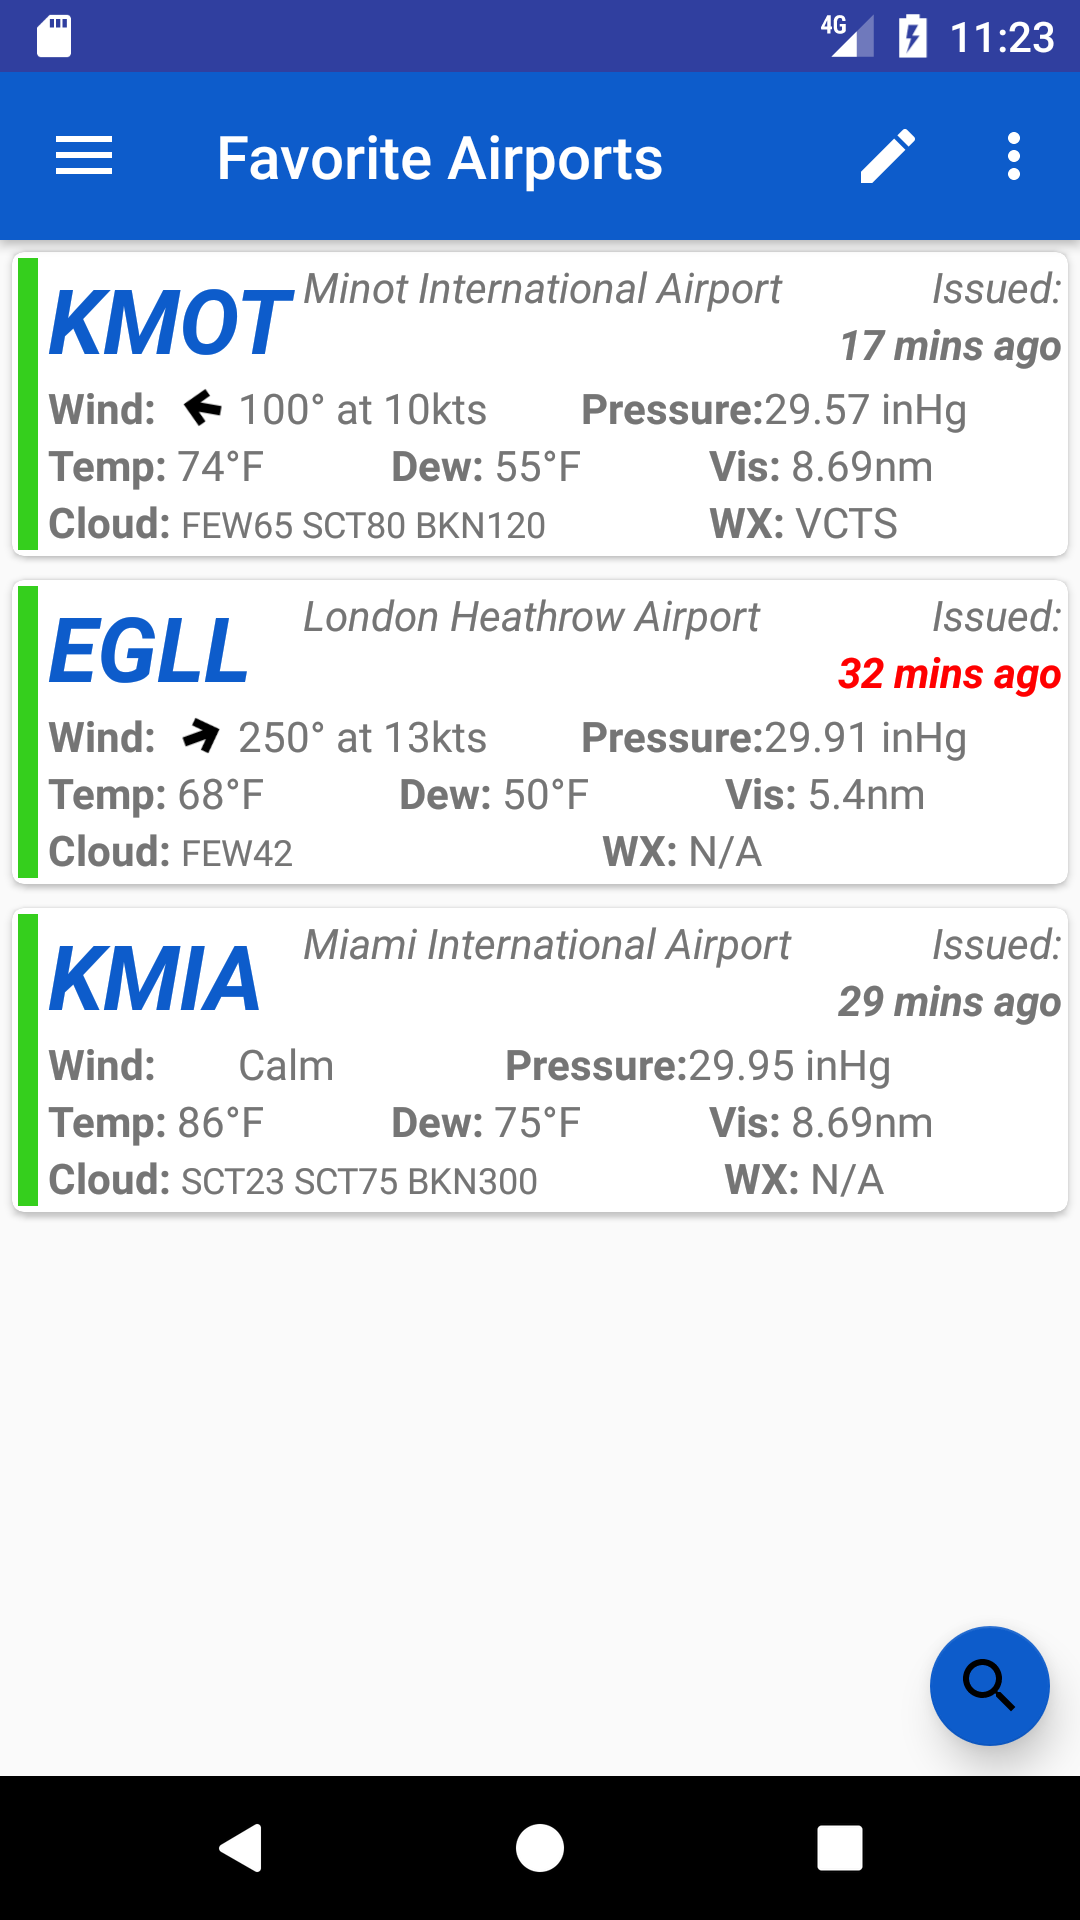 4G 11:23
Favorite Airports
KMOT Minot International Airport Issued:
17 mins ago
Wind: 100° at 10kts Pressure:29.57 inHg
Temp: 74°F Dew: 55°F Vis: 8.69nm
Cloud: FEW65 SCT80 BKN120 WX: VCTS
EGLL London Heathrow Airport Issued:
32 mins ago
Wind: 250° at 13kts Pressure:29.91 inHg
Temp: 68°F Dew: 50°F Vis: 5.4nm
Cloud: FEW42 WX: N/A
KMIA Miami International Airport Issued:
29 mins ago
Wind: Calm Pressure:29.95 inHg
Temp: 86°F Dew: 75°F Vis: 8.69nm
Cloud: SCT23 SCT75 BKN300 WX: N/A